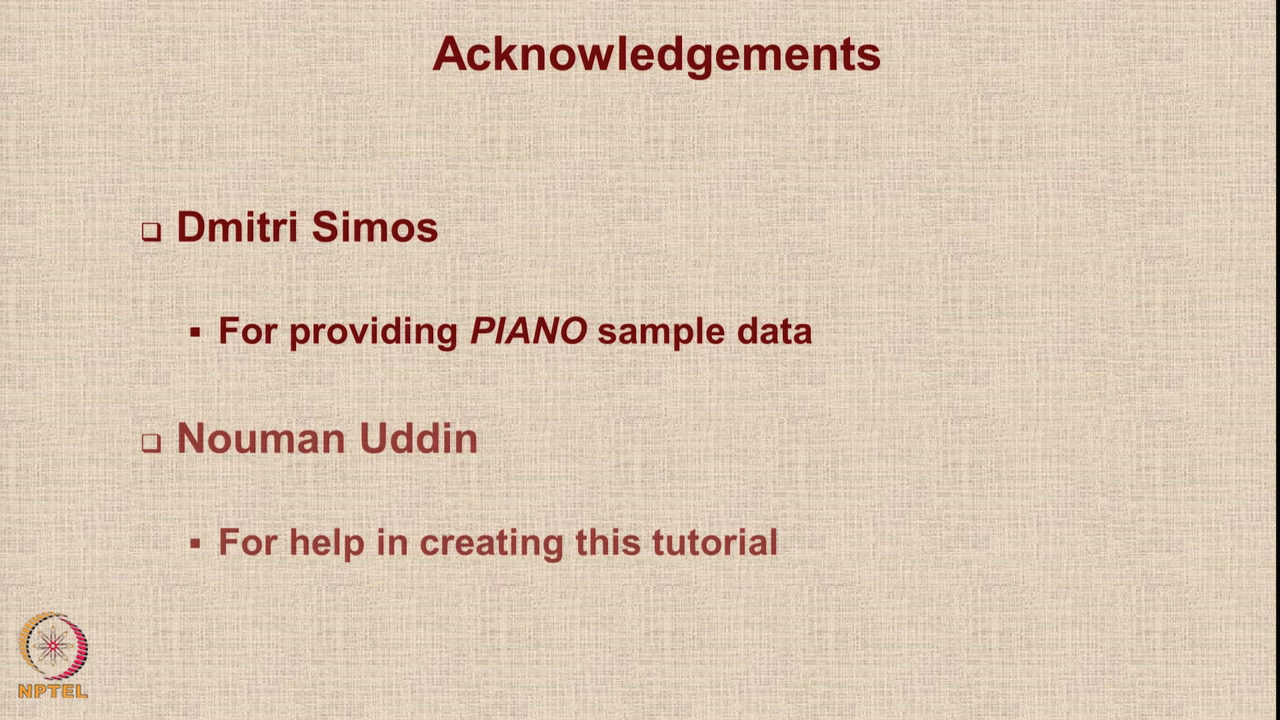 Acknowledgements
Dmitri Simos
For providing PIANO sample data
Nouman Uddin
For help in creating this tutorial
NPTEL